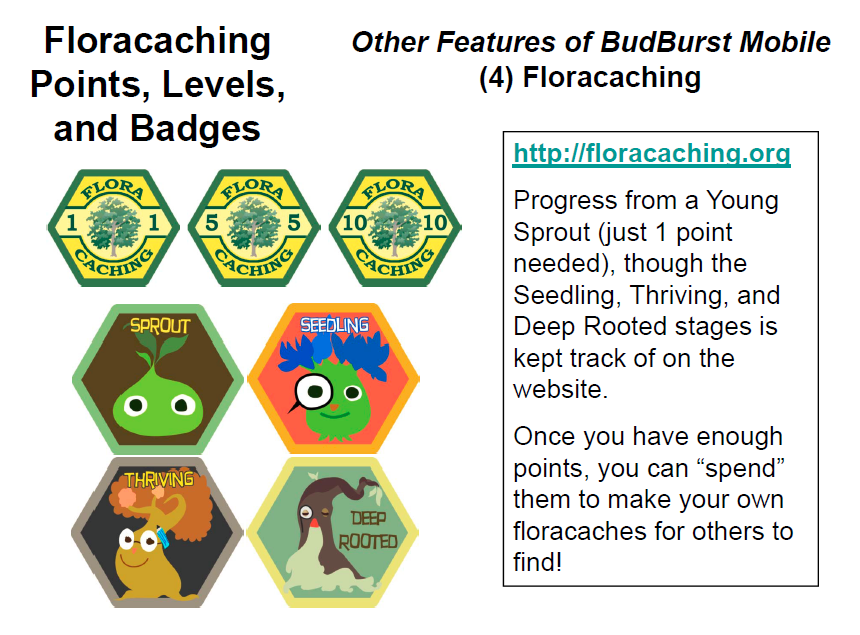 Floracaching
Points, Levels,
and Badges
Other Features of BudBurst Mobile
(4) Floracaching
FLORA
1 1
CACHING
FLORA
5 5
CACHING
FLORA
10 10
CACHING
SPROUT
SEEDLING
THRIVING
DEEP
ROOTED
http://floracaching.org
Progress from a Young
Sprout (just 1 point
needed), though the
Seedling, Thriving, and
Deep Rooted stages is
kept track of on the
website.
Once you have enough
points, you can “spend”
them to make your own
floracaches for others to
find!